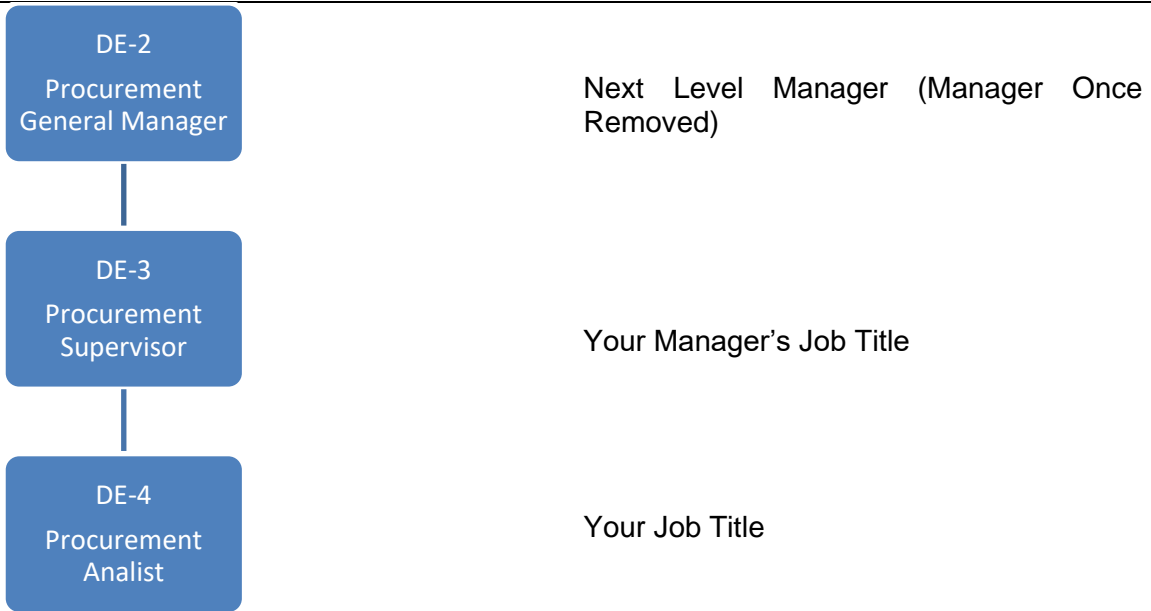 DE-2
Procurement
General Manager
Next Level Manager (Manager Once
Removed)
DE-3
Procurement
Supervisor
Your Manager’s Job Title
DE-4
Procurement
Analist
Your Job Title